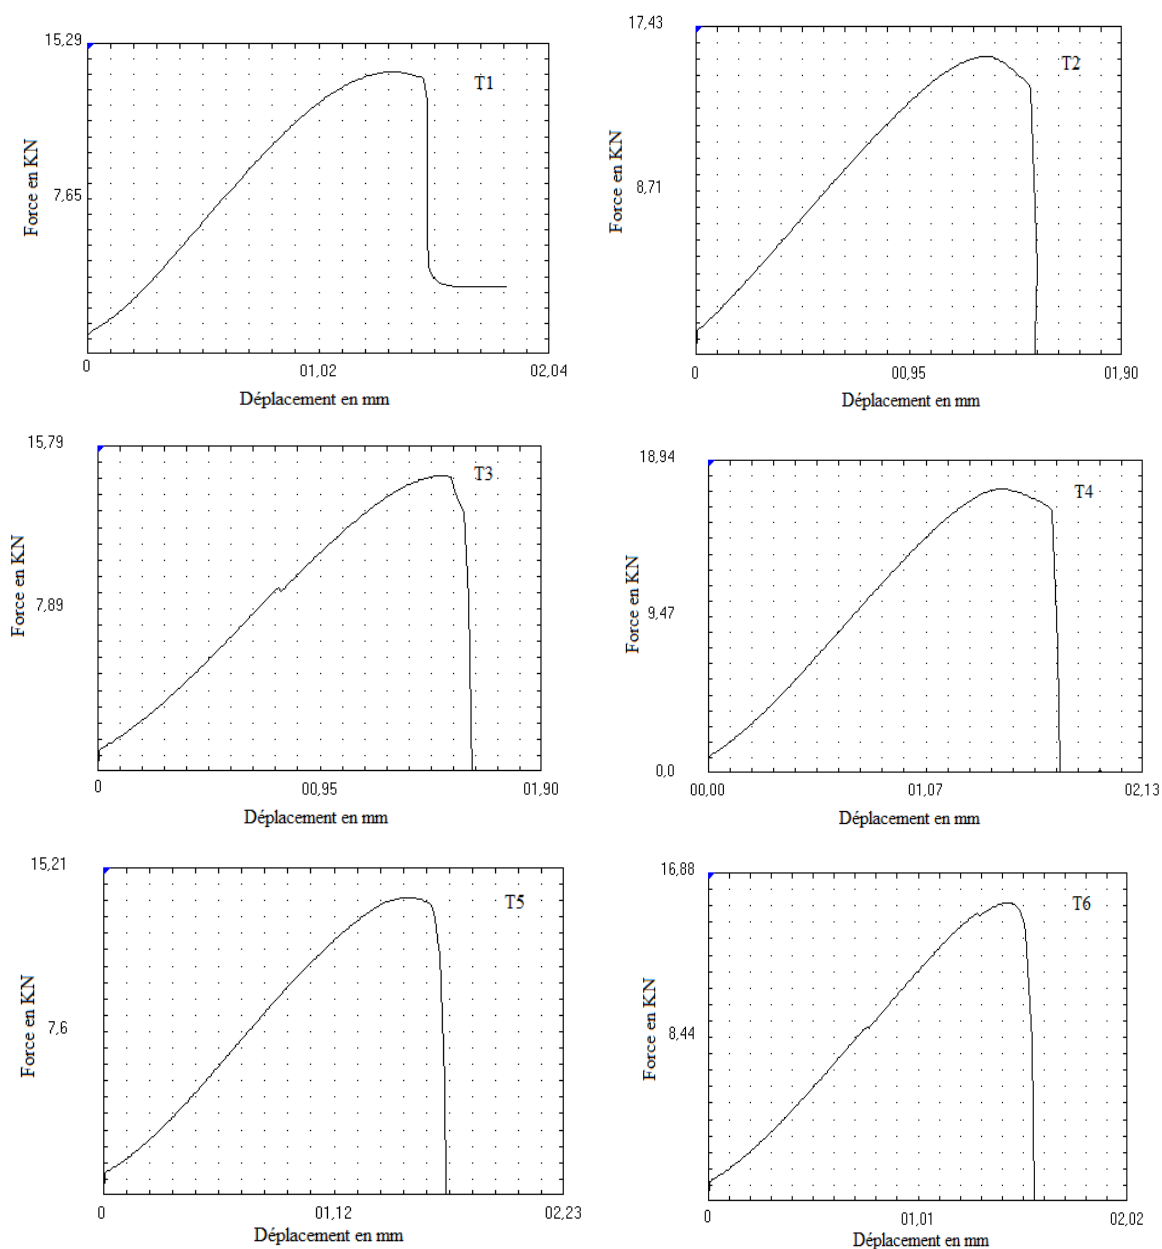 15,29
T1
Force en KN
7,65
0
01,02
02,04
Déplacement en mm
17,43
T2
Force en KN
8,71
0
00,95
01,90
Déplacement en mm
15,79
T3
Force en KN
7,89
0
00,95
01,90
Déplacement en mm
18,94
T4
Force en KN
9,47
0,0
00,00
01,07
02,13
Déplacement en mm
15,21
T5
Force en KN
7,6
0
01,12
02,23
Déplacement en mm
16,88
T6
Force en KN
8,44
0
01,01
02,02
Déplacement en mm